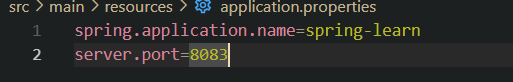 src > main > resources > application.properties
1 spring.application.name=spring-learn
2 server.port=8083